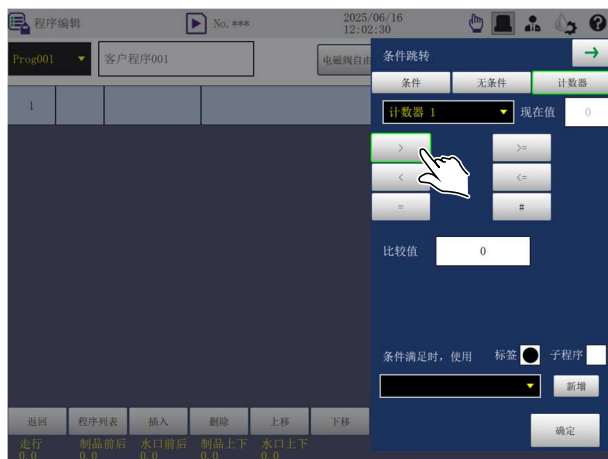 程序编辑
No. ***
2025/06/16
12:02:30
Prog001
客户程序001
电磁阀自由
条件跳转
条件
无条件
计数器
1
计数器 1
现在值
0
>
>=
<
<=
=
#
比较值
0
条件满足时，使用
标签
子程序
新增
返回
程序列表
插入
删除
上移
下移
确定
走行
制品前后
水口前后
制品上下
水口上下
0.0
0.0
0.0
0.0
0.0